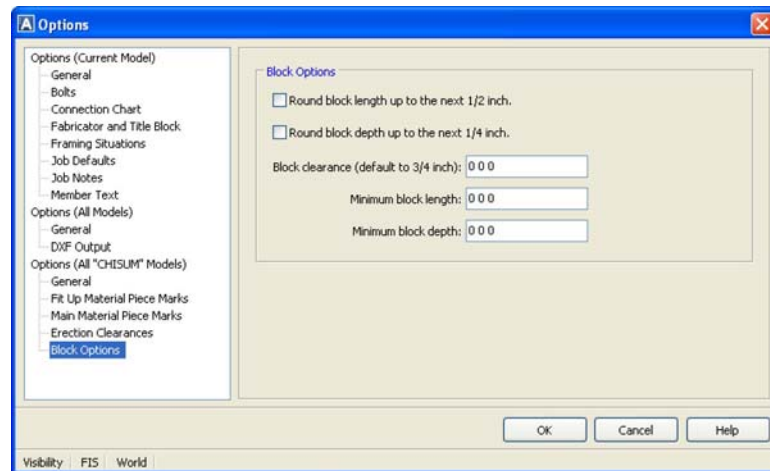 Options
Options (Current Model)
General
Bolts
Connection Chart
Fabricator and Title Block
Framing Situations
Job Defaults
Job Notes
Member Text
Options (All Models)
General
DXF Output
Options (All "CHISUM" Models)
General
Fit Up Material Piece Marks
Main Material Piece Marks
Erection Clearances
Block Options
Block Options
Round block length up to the next 1/2 inch.
Round block depth up to the next 1/4 inch.
Block clearance (default to 3/4 inch): 0 0 0
Minimum block length: 0 0 0
Minimum block depth: 0 0 0
OK Cancel Help
Visibility FIS World